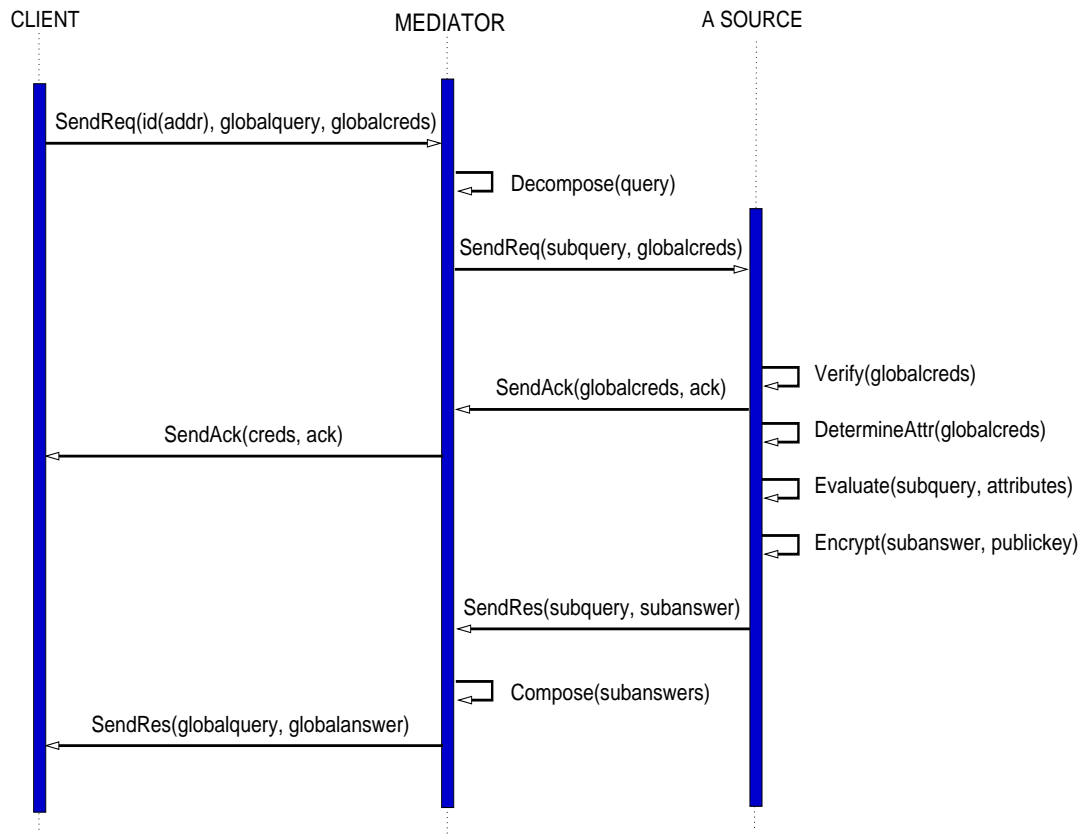 CLIENT
MEDIATOR
A SOURCE
SendReq(id(addr), globalquery, globalcreds)
Decompose(query)
SendReq(subquery, globalcreds)
Verify(globalcreds)
SendAck(globalcreds, ack)
DetermineAttr(globalcreds)
SendAck(creds, ack)
Evaluate(subquery, attributes)
Encrypt(subanswer, publickey)
SendRes(subquery, subanswer)
Compose(subanswers)
SendRes(globalquery, globalanswer)